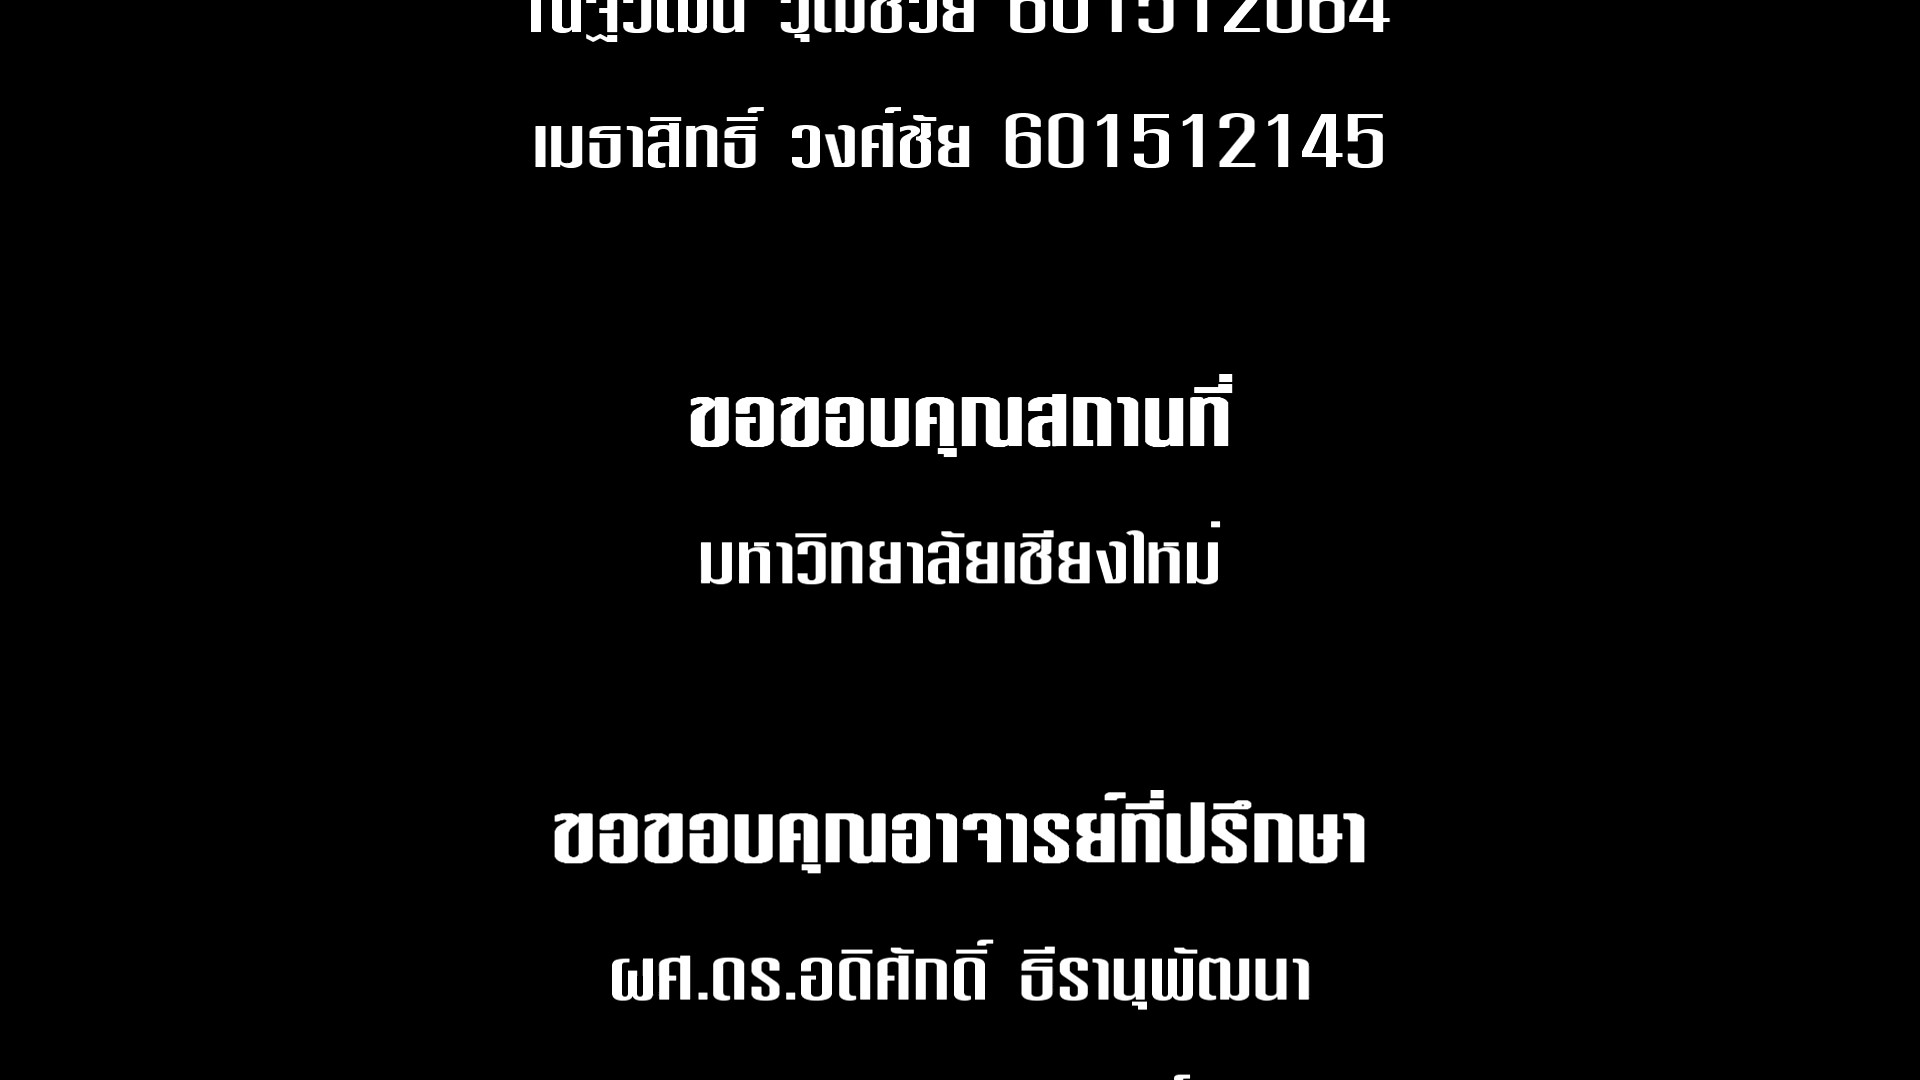 601512064
เมธาสิทธิ์ วงศ์ชัย 601512145
ขอขอบคุณสถานที่
มหาวิทยาลัยเชียงใหม่
ขอขอบคุณอาจารย์ที่ปรึกษา
ผศ.ดร.อดิศักดิ์ ธีรานุพัฒนา